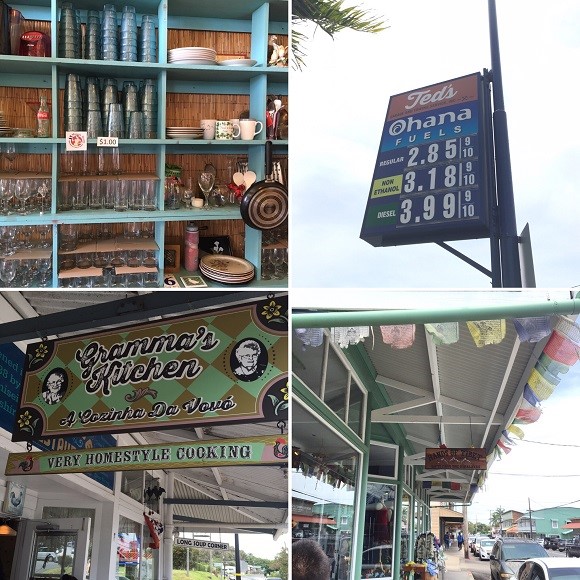 $1.00
Ted's
Ohana
FUELS
REGULAR 2.85 9/10
NON ETHANOL 3.18 9/10
DIESEL 3.99 9/10
Gramma's
Kitchen
A Cozinha Da Vovó
VERY HOMESTYLE COOKING
LONG SOUP CORNER